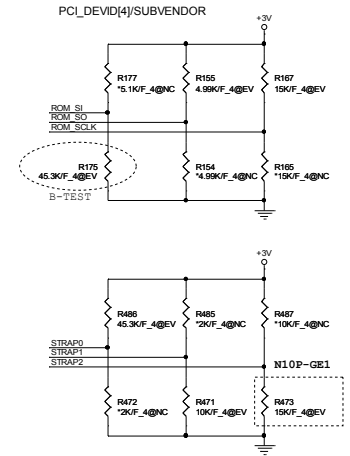 PCI_DEVID[4]/SUBVENDOR
+3V
R177
*5.1K/F_4@NC
R155
4.99K/F_4@EV
R167
15K/F_4@EV
ROM_SI
ROM_SO
ROM_SCLK
R175
45.3K/F_4@EV
R154
*4.99K/F_4@NC
R165
*15K/F_4@NC
B-TEST
+3V
R486
45.3K/F_4@EV
R485
*2K/F_4@NC
R487
*10K/F_4@NC
STRAP0
STRAP1
STRAP2
N10P-GE1
R472
*2K/F_4@NC
R471
10K/F_4@EV
R473
15K/F_4@EV